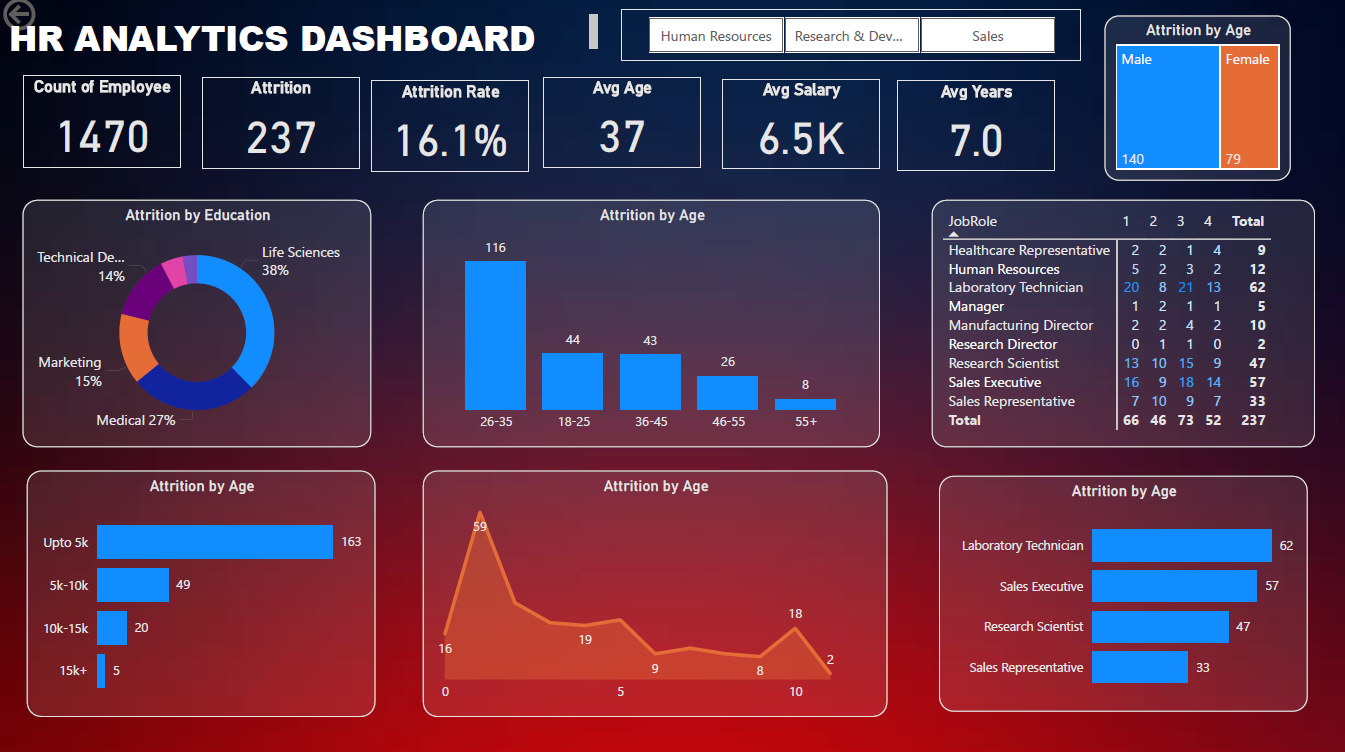 HR ANALYTICS DASHBOARD
Human Resources
Research & Dev...
Sales
Count of Employee
1470
Attrition
237
Attrition Rate
16.1%
Avg Age
37
Avg Salary
6.5K
Avg Years
7.0
Attrition by Age
Male
Female
140
79
Attrition by Education
Life Sciences
38%
Technical De...
14%
Marketing
15%
Medical 27%
Attrition by Age
116
44
43
26
8
26-35
18-25
36-45
46-55
55+
JobRole 1 2 3 4 Total
Healthcare Representative 2 2 1 4 9
Human Resources 5 2 3 2 12
Laboratory Technician 20 8 21 13 62
Manager 1 2 1 1 5
Manufacturing Director 2 2 4 2 10
Research Director 0 1 1 0 2
Research Scientist 13 10 15 9 47
Sales Executive 16 9 18 14 57
Sales Representative 7 10 9 7 33
Total 66 46 73 52 237
Attrition by Age
Upto 5k 163
5k-10k 49
10k-15k 20
15k+ 5
Attrition by Age
59
16
19
9
8
18
2
0 5 10
Attrition by Age
Laboratory Technician 62
Sales Executive 57
Research Scientist 47
Sales Representative 33